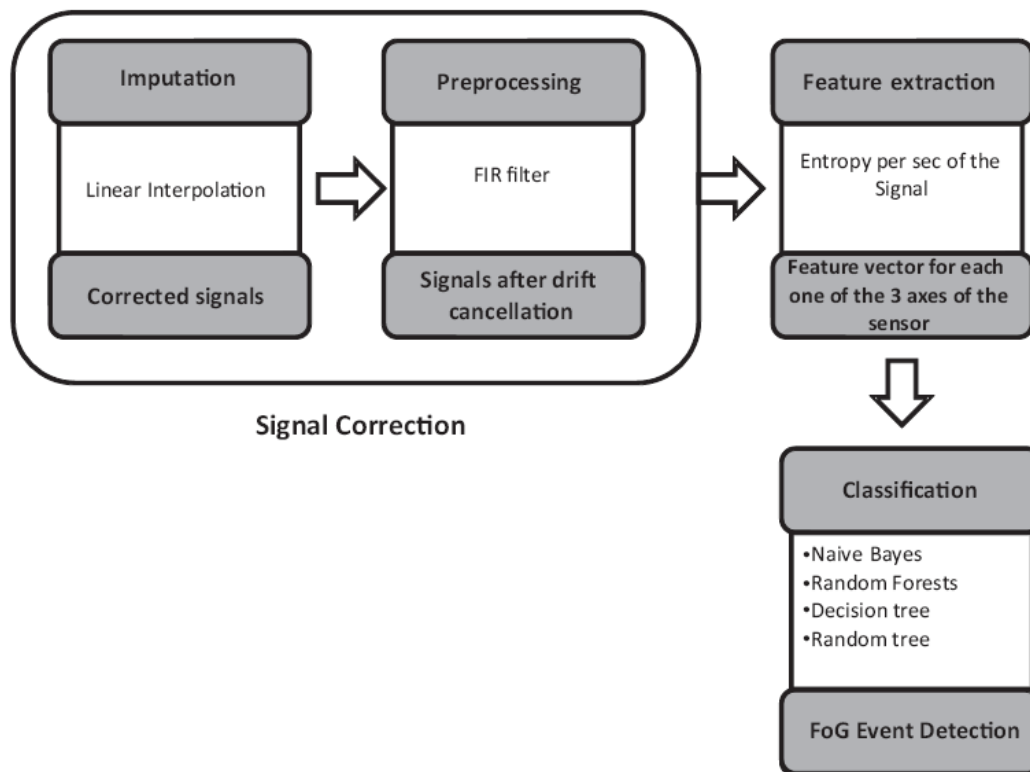 Imputation
Linear Interpolation
Corrected signals
Preprocessing
FIR filter
Signals after drift
cancellation
Signal Correction
Feature extraction
Entropy per sec of the
Signal
Feature vector for each
one of the 3 axes of the
sensor
Classification
•Naive Bayes
•Random Forests
•Decision tree
•Random tree
FoG Event Detection